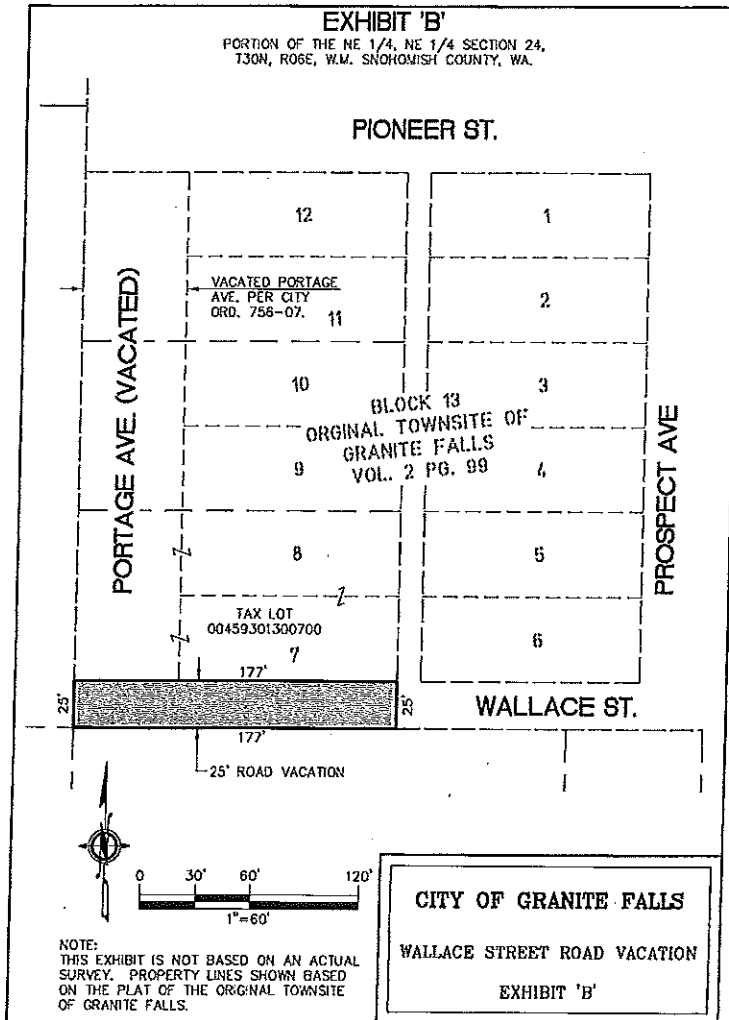 EXHIBIT 'B'
PORTION OF THE NE 1/4, NE 1/4 SECTION 24,
T30N, R06E, W.M. SNOHOMISH COUNTY, WA.
PIONEER ST.
12
1
VACATED PORTAGE
AVE. PER CITY
ORD. 758-07.
11
2
PORTAGE AVE. (VACATED)
10
3
BLOCK 13
ORGINAL TOWNSITE OF
GRANITE FALLS
VOL. 2 PG. 99
9
4
PROSPECT AVE
8
5
TAX LOT
00459301300700
7
6
177'
25'
25'
WALLACE ST.
177'
25' ROAD VACATION
0 30' 60' 120'
1"=60'
NOTE:
THIS EXHIBIT IS NOT BASED ON AN ACTUAL
SURVEY. PROPERTY LINES SHOWN BASED
ON THE PLAT OF THE ORIGINAL TOWNSITE
OF GRANITE FALLS.
CITY OF GRANITE FALLS
WALLACE STREET ROAD VACATION
EXHIBIT 'B'